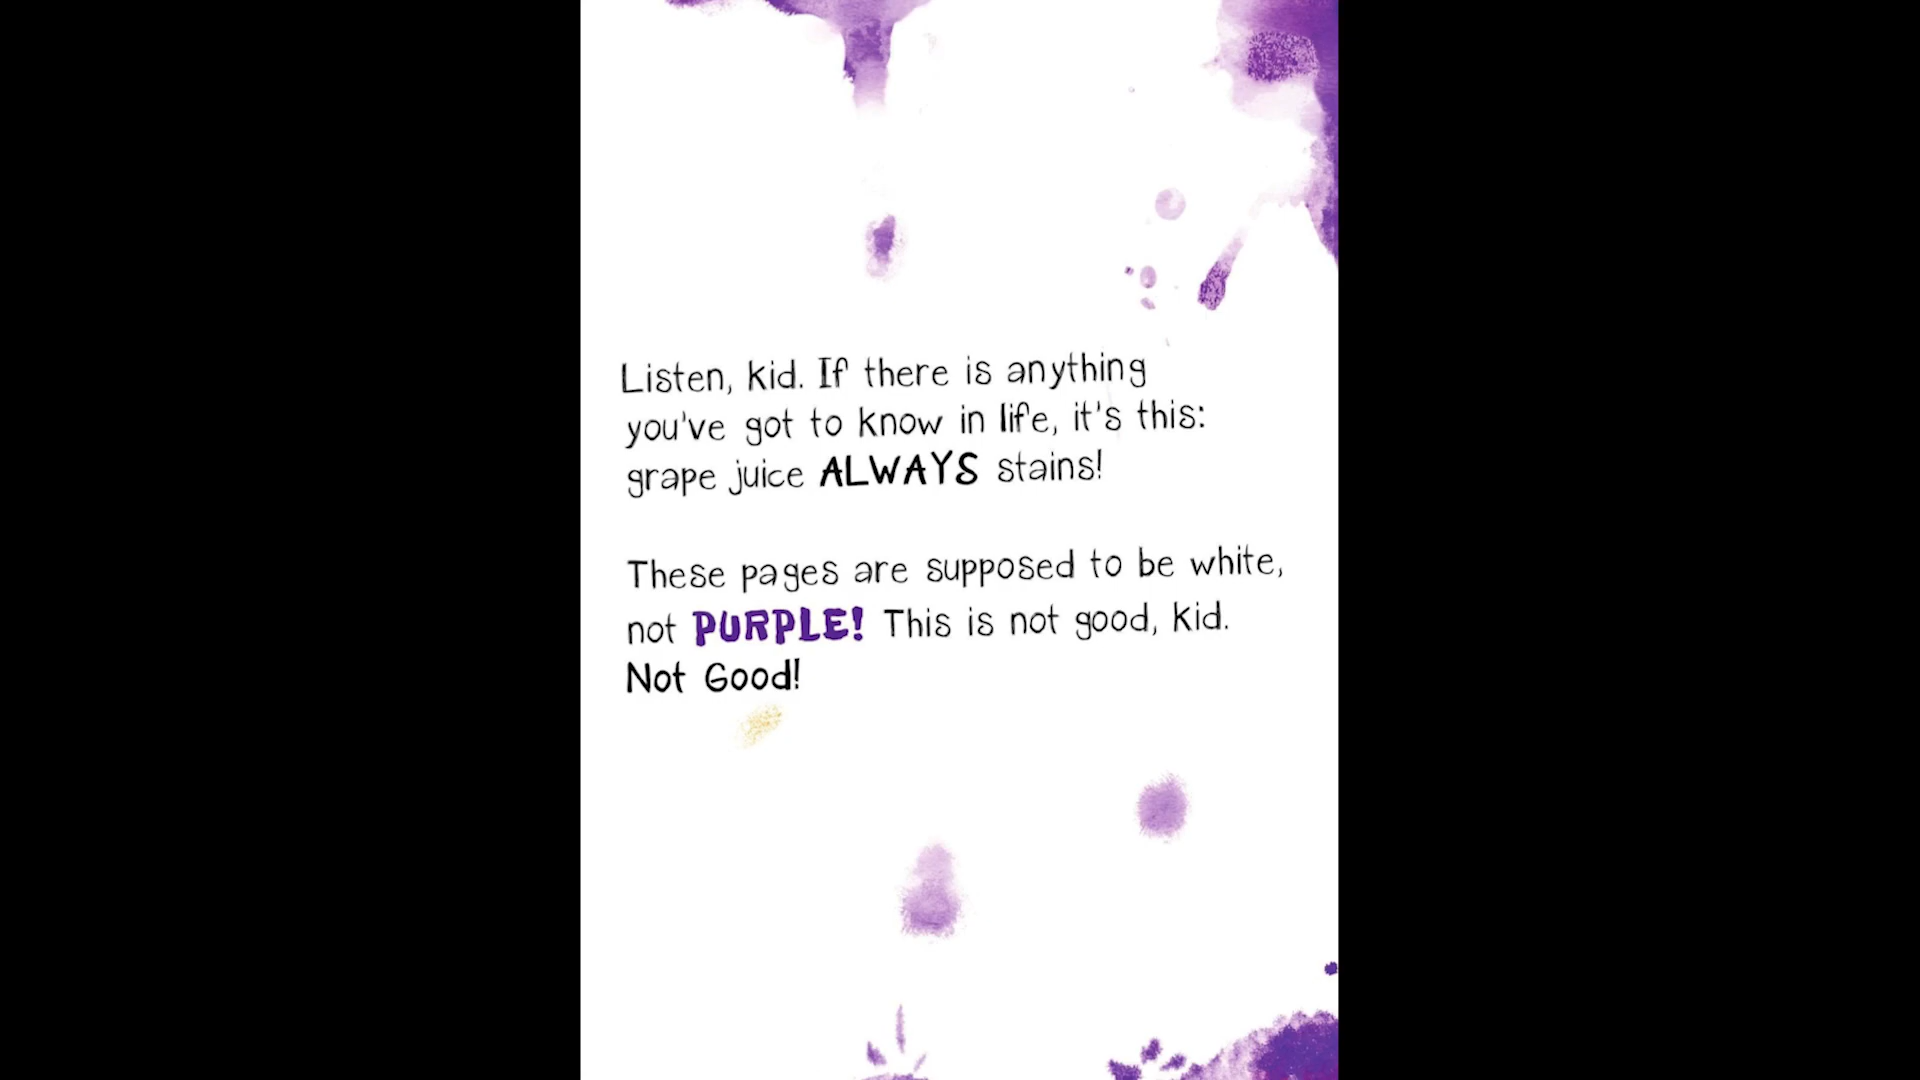 Listen, kid. If there is anything
you've got to know in life, it's this:
grape juice ALWAYS stains!
These pages are supposed to be white,
not PURPLE! This is not good, kid.
Not Good!